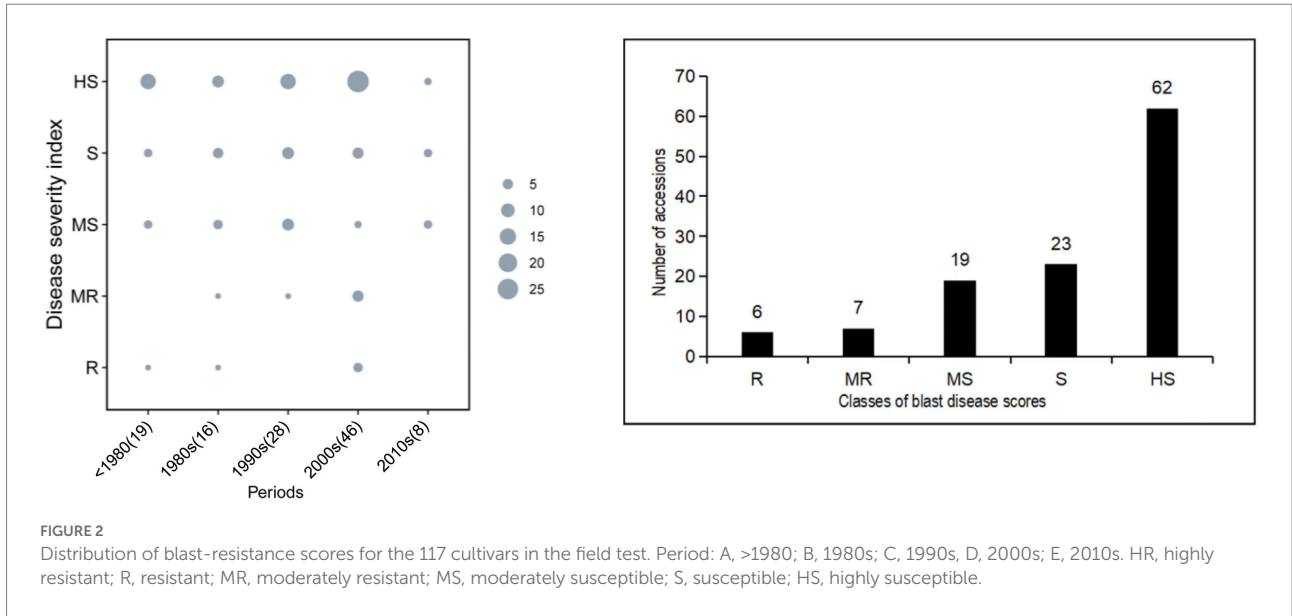 HS
S
MS
MR
R
Disease severity index
<1980(19)
1980s(16)
1990s(28)
2000s(46)
2010s(8)
Periods
5
10
15
20
25
70
60
50
40
30
20
10
0
Number of accessions
6
7
19
23
62
R
MR
MS
S
HS
Classes of blast disease scores
FIGURE 2
Distribution of blast-resistance scores for the 117 cultivars in the field test. Period: A, >1980; B, 1980s; C, 1990s, D, 2000s; E, 2010s. HR, highly
resistant; R, resistant; MR, moderately resistant; MS, moderately susceptible; S, susceptible; HS, highly susceptible.